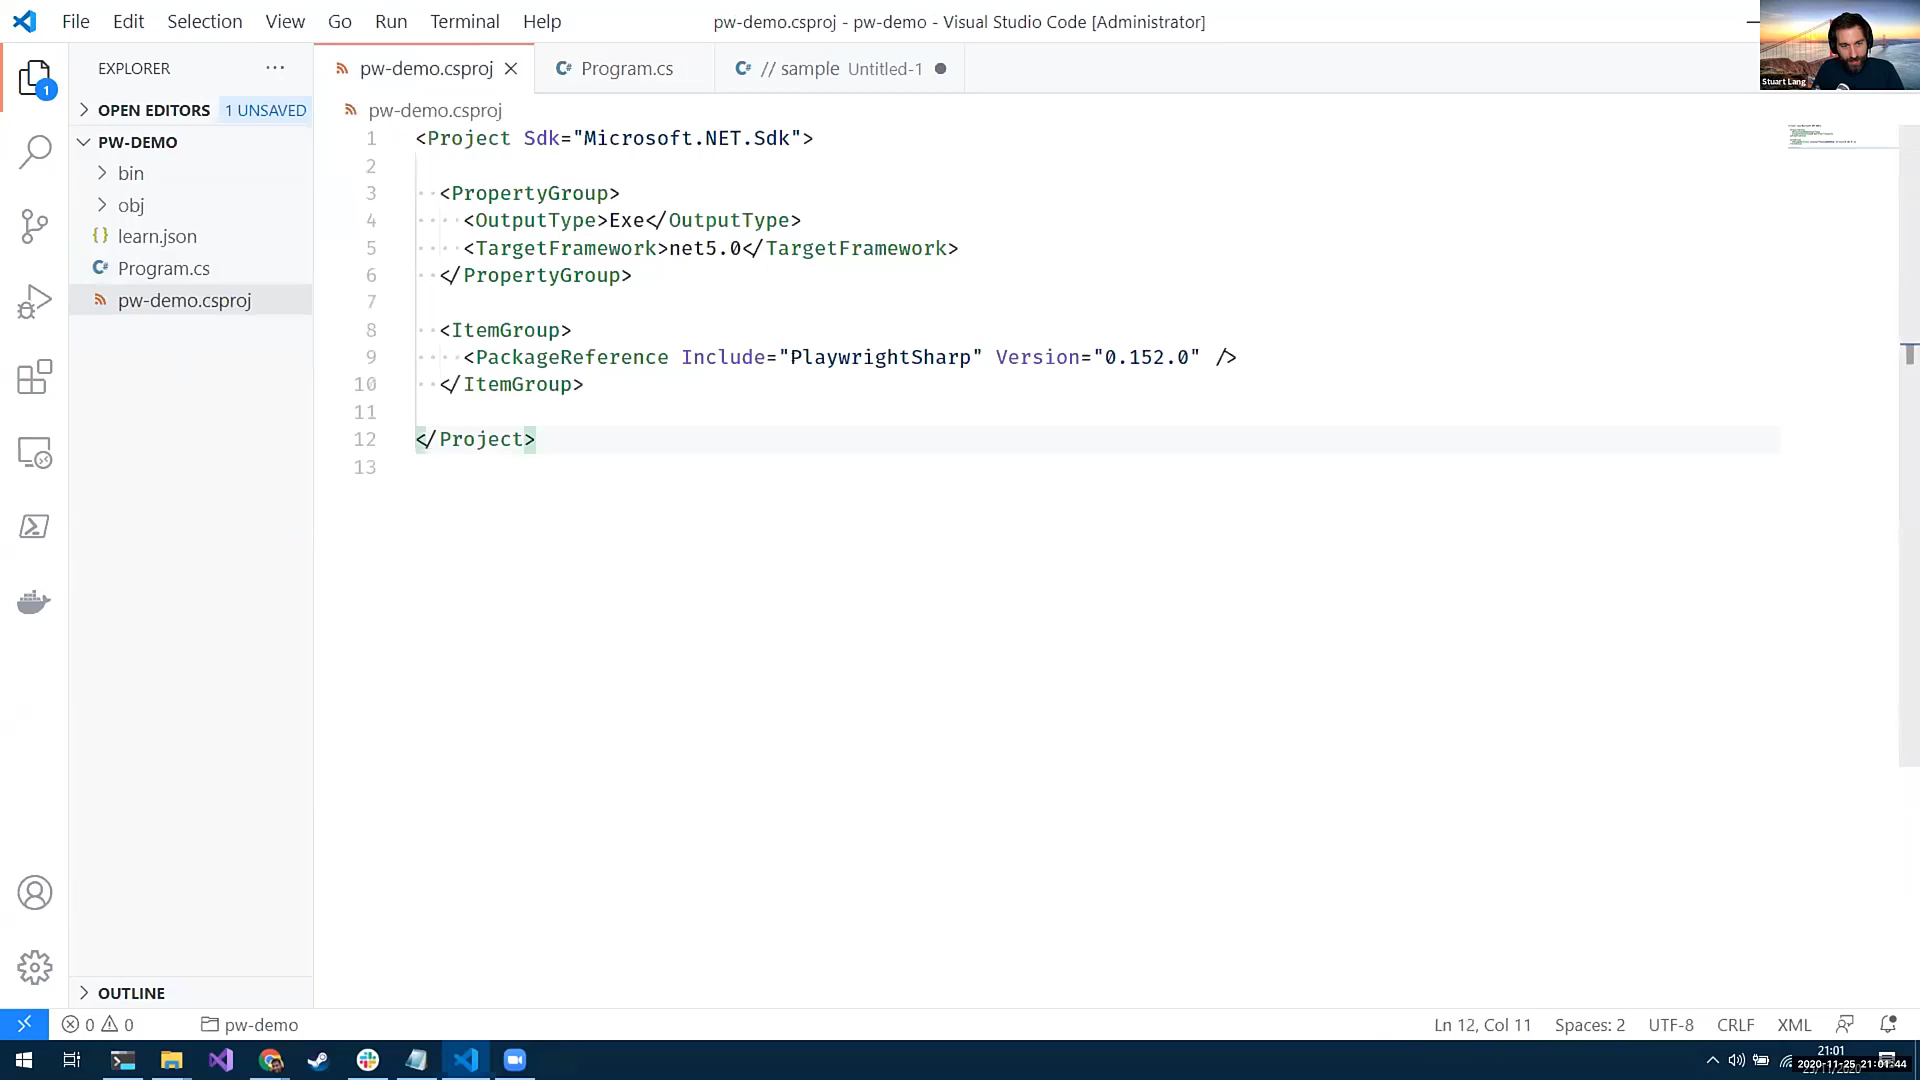 File Edit Selection View Go Run Terminal Help
pw-demo.csproj - pw-demo - Visual Studio Code [Administrator]
Stuart Lang
EXPLORER
pw-demo.csproj
Program.cs
// sample Untitled-1
OPEN EDITORS 1 UNSAVED
1
PW-DEMO
bin
obj
learn.json
Program.cs
pw-demo.csproj
OUTLINE
pw-demo.csproj
1 <Project Sdk="Microsoft.NET.Sdk">
2
3 <PropertyGroup>
4 <OutputType>Exe</OutputType>
5 <TargetFramework>net5.0</TargetFramework>
6 </PropertyGroup>
7
8 <ItemGroup>
9 <PackageReference Include="PlaywrightSharp" Version="0.152.0" />
10 </ItemGroup>
11
12 </Project>
13
0 0 pw-demo
Ln 12, Col 11 Spaces: 2 UTF-8 CRLF XML
21:01
2020-11-25 21:01:44